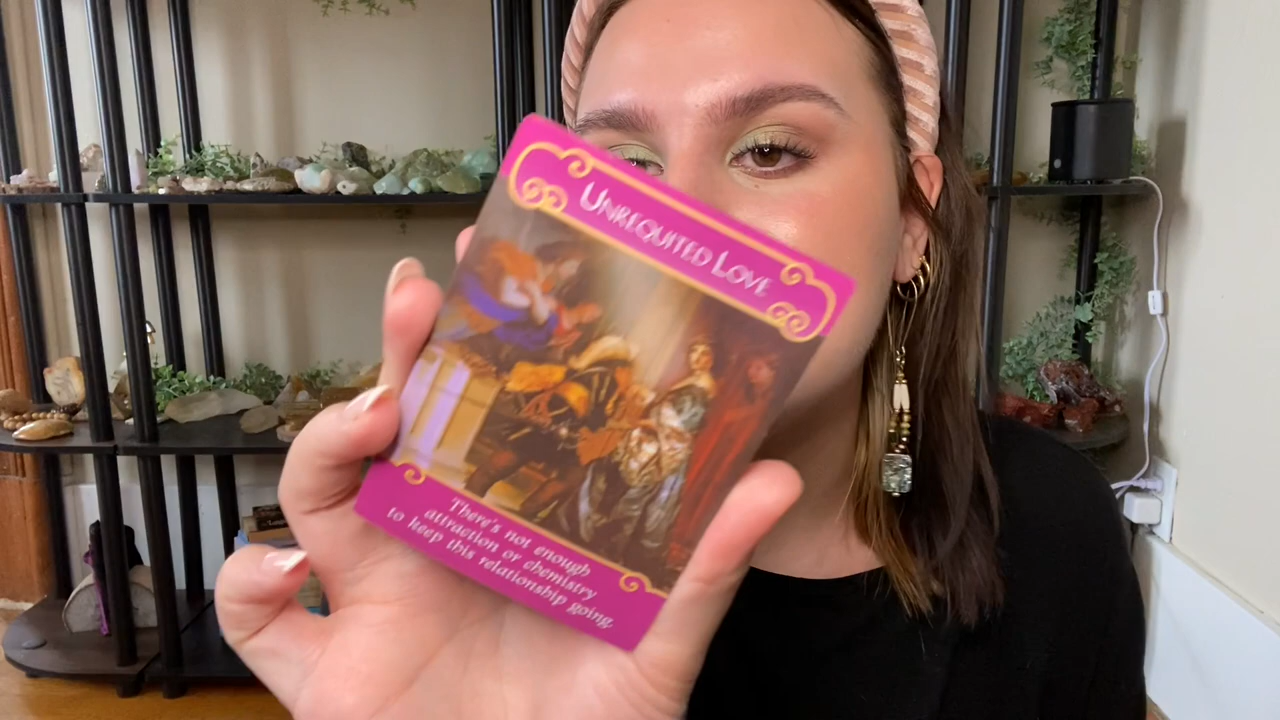 UNREQUITED LOVE
There's not enough
attraction or chemistry
to keep this relationship going.